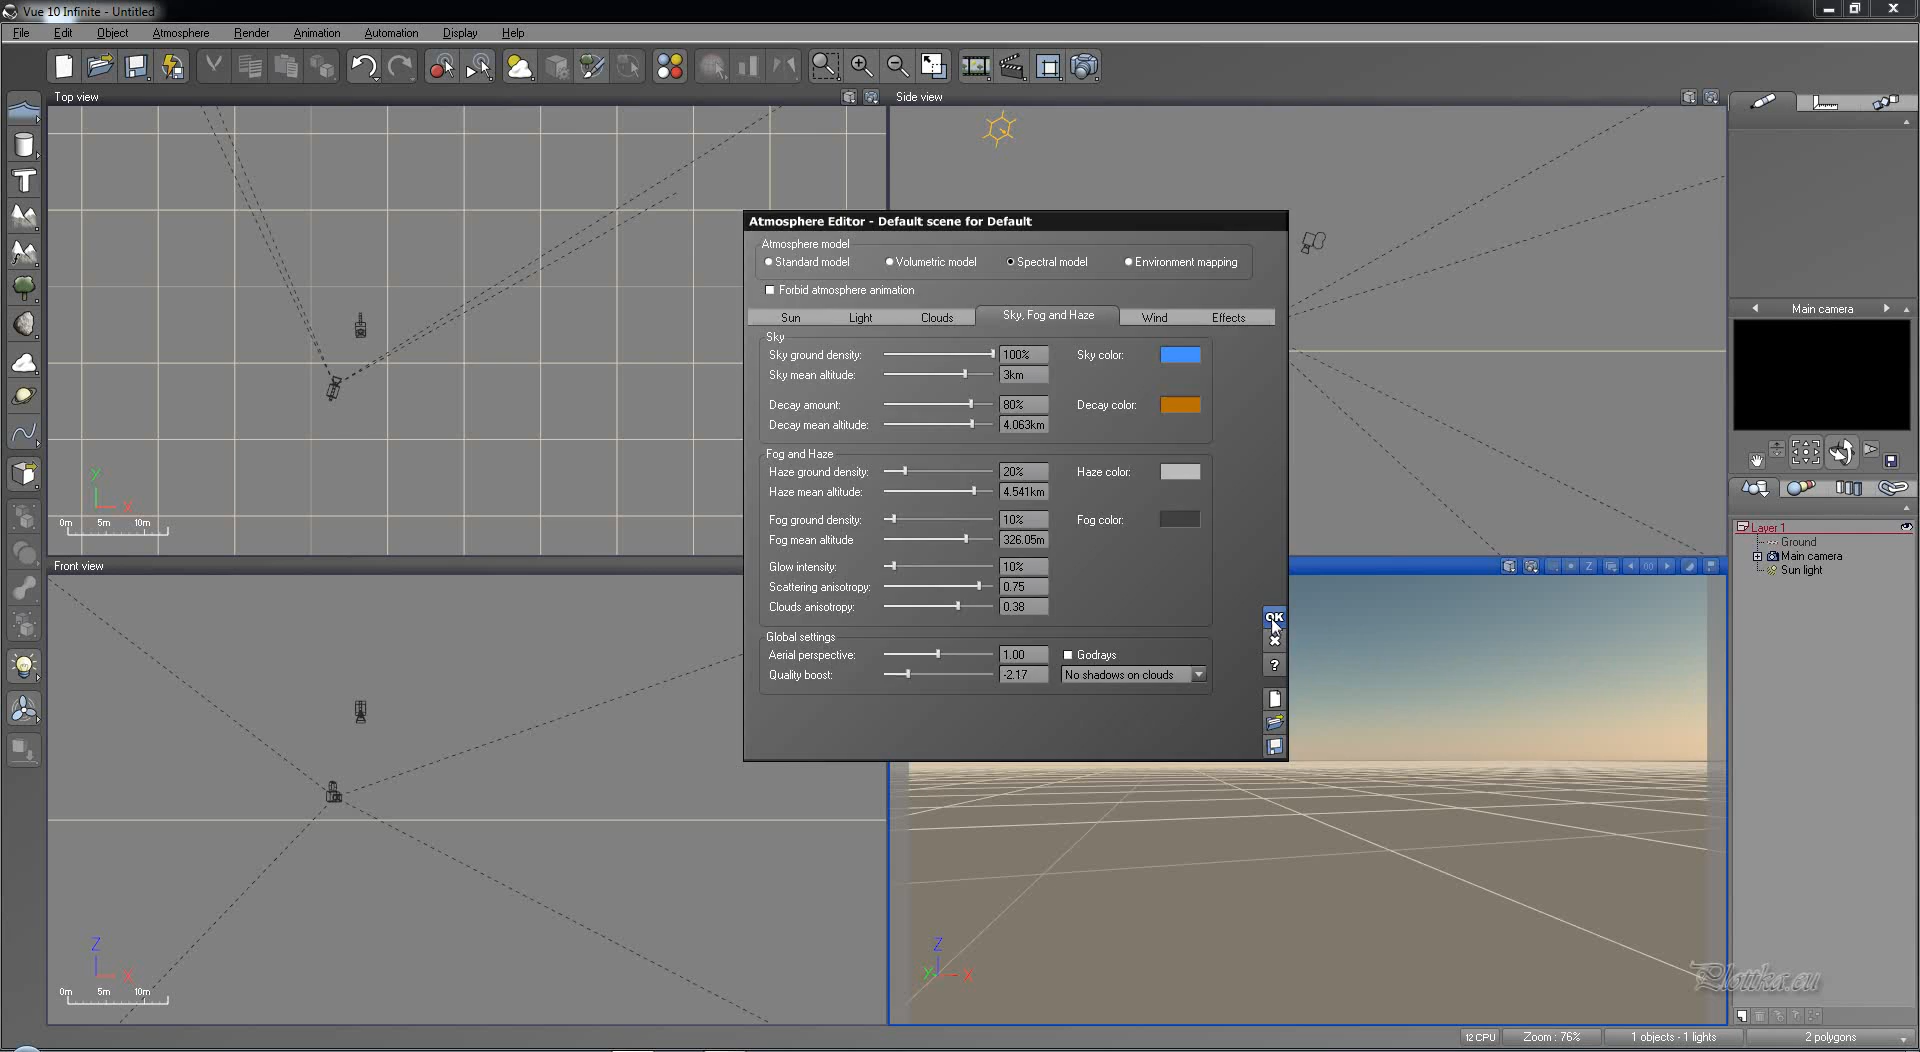 Vue 10 Infinite - Untitled
File Edit Object Atmosphere Render Animation Automation Display Help
Top view
Side view
Main camera
Y
X
0m 5m 10m
Front view
Z
X
0m 5m 10m
Atmosphere Editor - Default scene for Default
Atmosphere model
Standard model Volumetric model Spectral model Environment mapping
Forbid atmosphere animation
Sun Light Clouds Sky, Fog and Haze Wind Effects
Sky
Sky ground density: 100% Sky color:
Sky mean altitude: 3km
Decay amount: 80% Decay color:
Decay mean altitude: 4.063km
Fog and Haze
Haze ground density: 20% Haze color:
Haze mean altitude: 4.541km
Fog ground density: 10% Fog color:
Fog mean altitude 326.05m
Glow intensity: 10%
Scattering anisotropy: 0.75
Clouds anisotropy: 0.38
Global settings
Aerial perspective: 1.00 Godrays
Quality boost: -2.17 No shadows on clouds
OK
?
Z
Y
X
Layer 1
Ground
Main camera
Sun light
Plottka.eu
12 CPU Zoom : 76% 1 objects - 1 lights 2 polygons